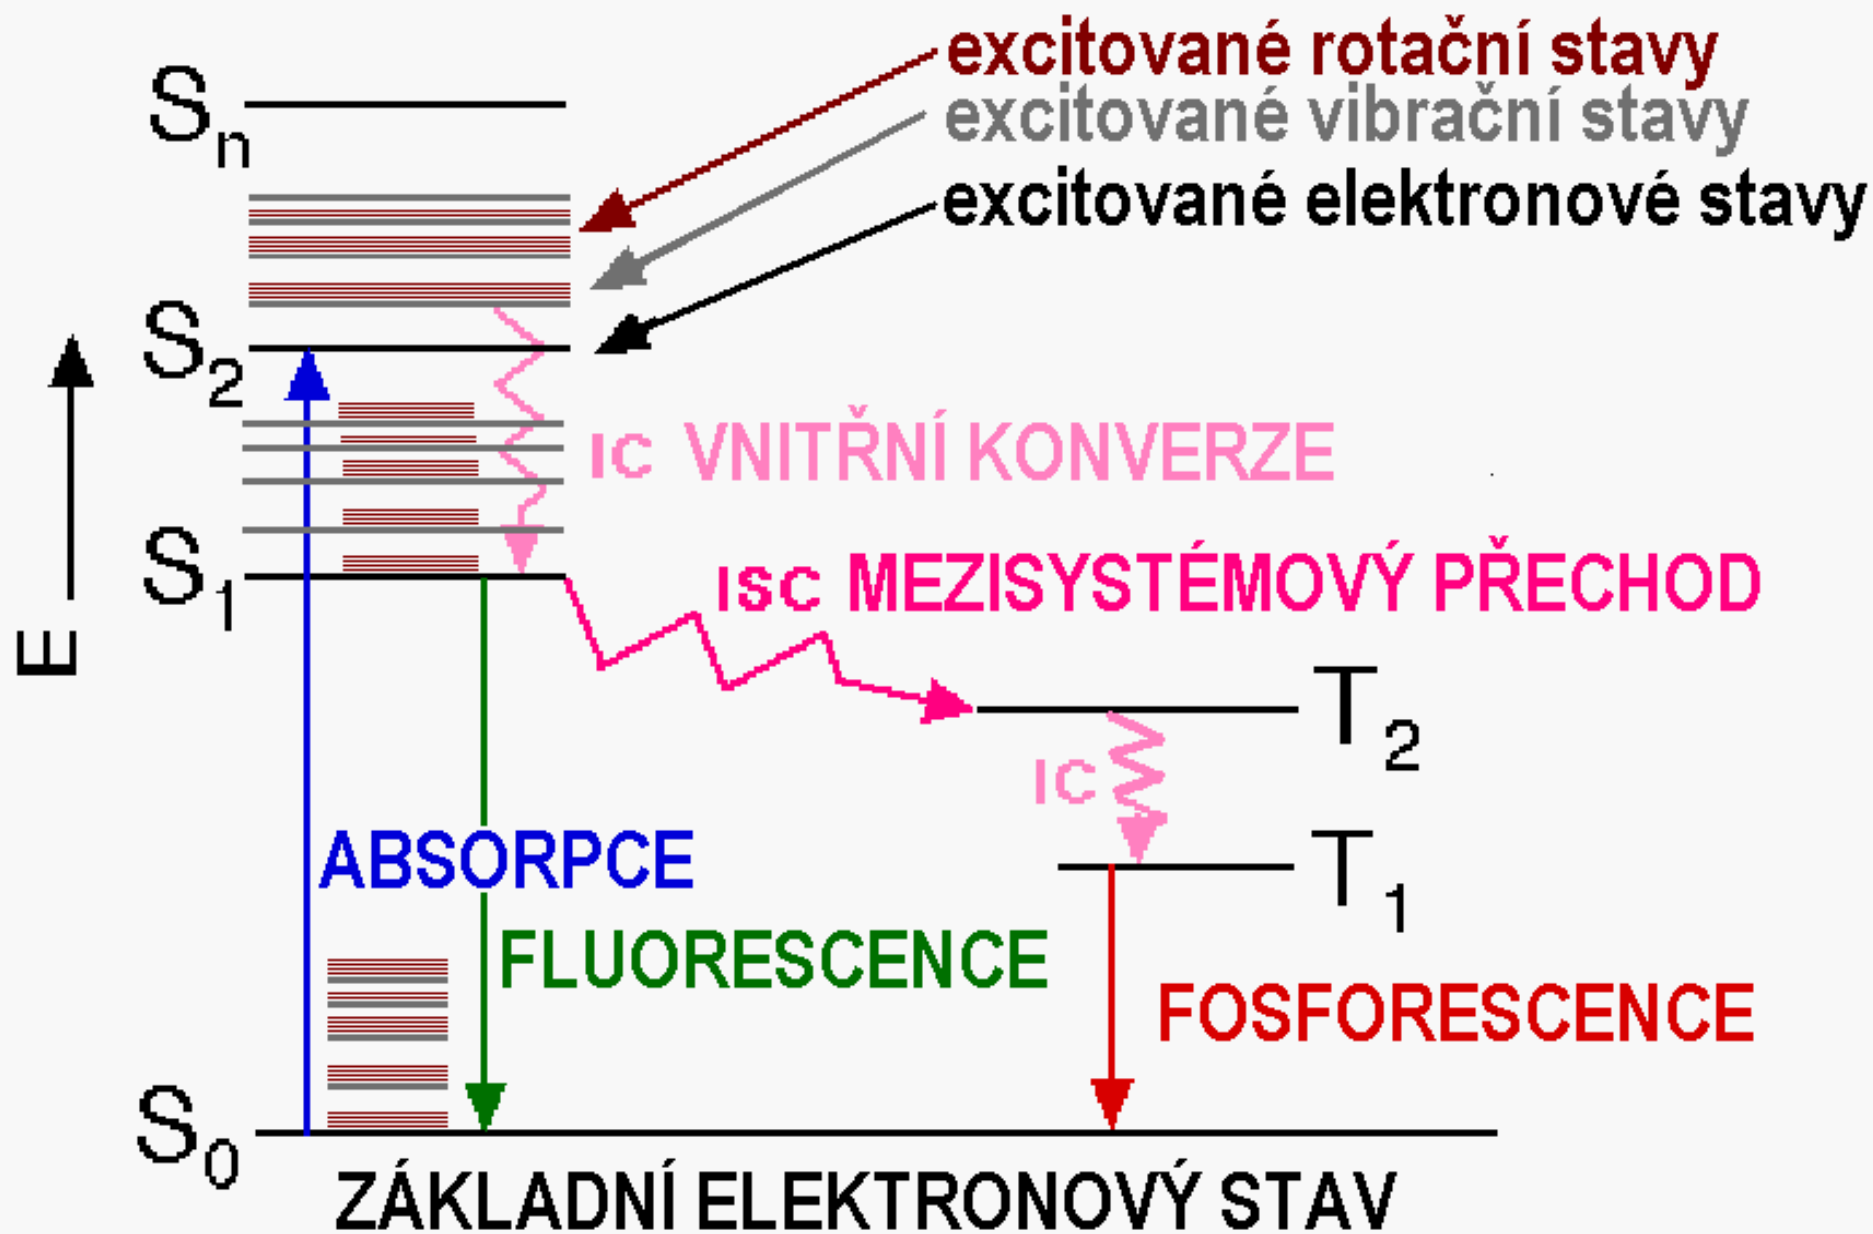 excitované rotační stavy
excitované vibrační stavy
excitované elektronové stavy
Sn
S2
IC VNITŘNÍ KONVERZE
S1
ISC MEZISYSTÉMOVÝ PŘECHOD
E
T2
IC
T1
ABSORPCE
FLUORESCENCE
FOSFORESCENCE
S0
ZÁKLADNÍ ELEKTRONOVÝ STAV